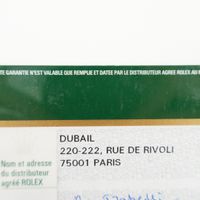 TE GARANTIE N'EST VALABLE QUE REMPLIE ET DATEE PAR LE DISTRIBUTEUR AGREE ROLEX AU
DUBAIL
220-222, RUE DE RIVOLI
75001 PARIS
Nom et adresse
du distributeur
agréé ROLEX